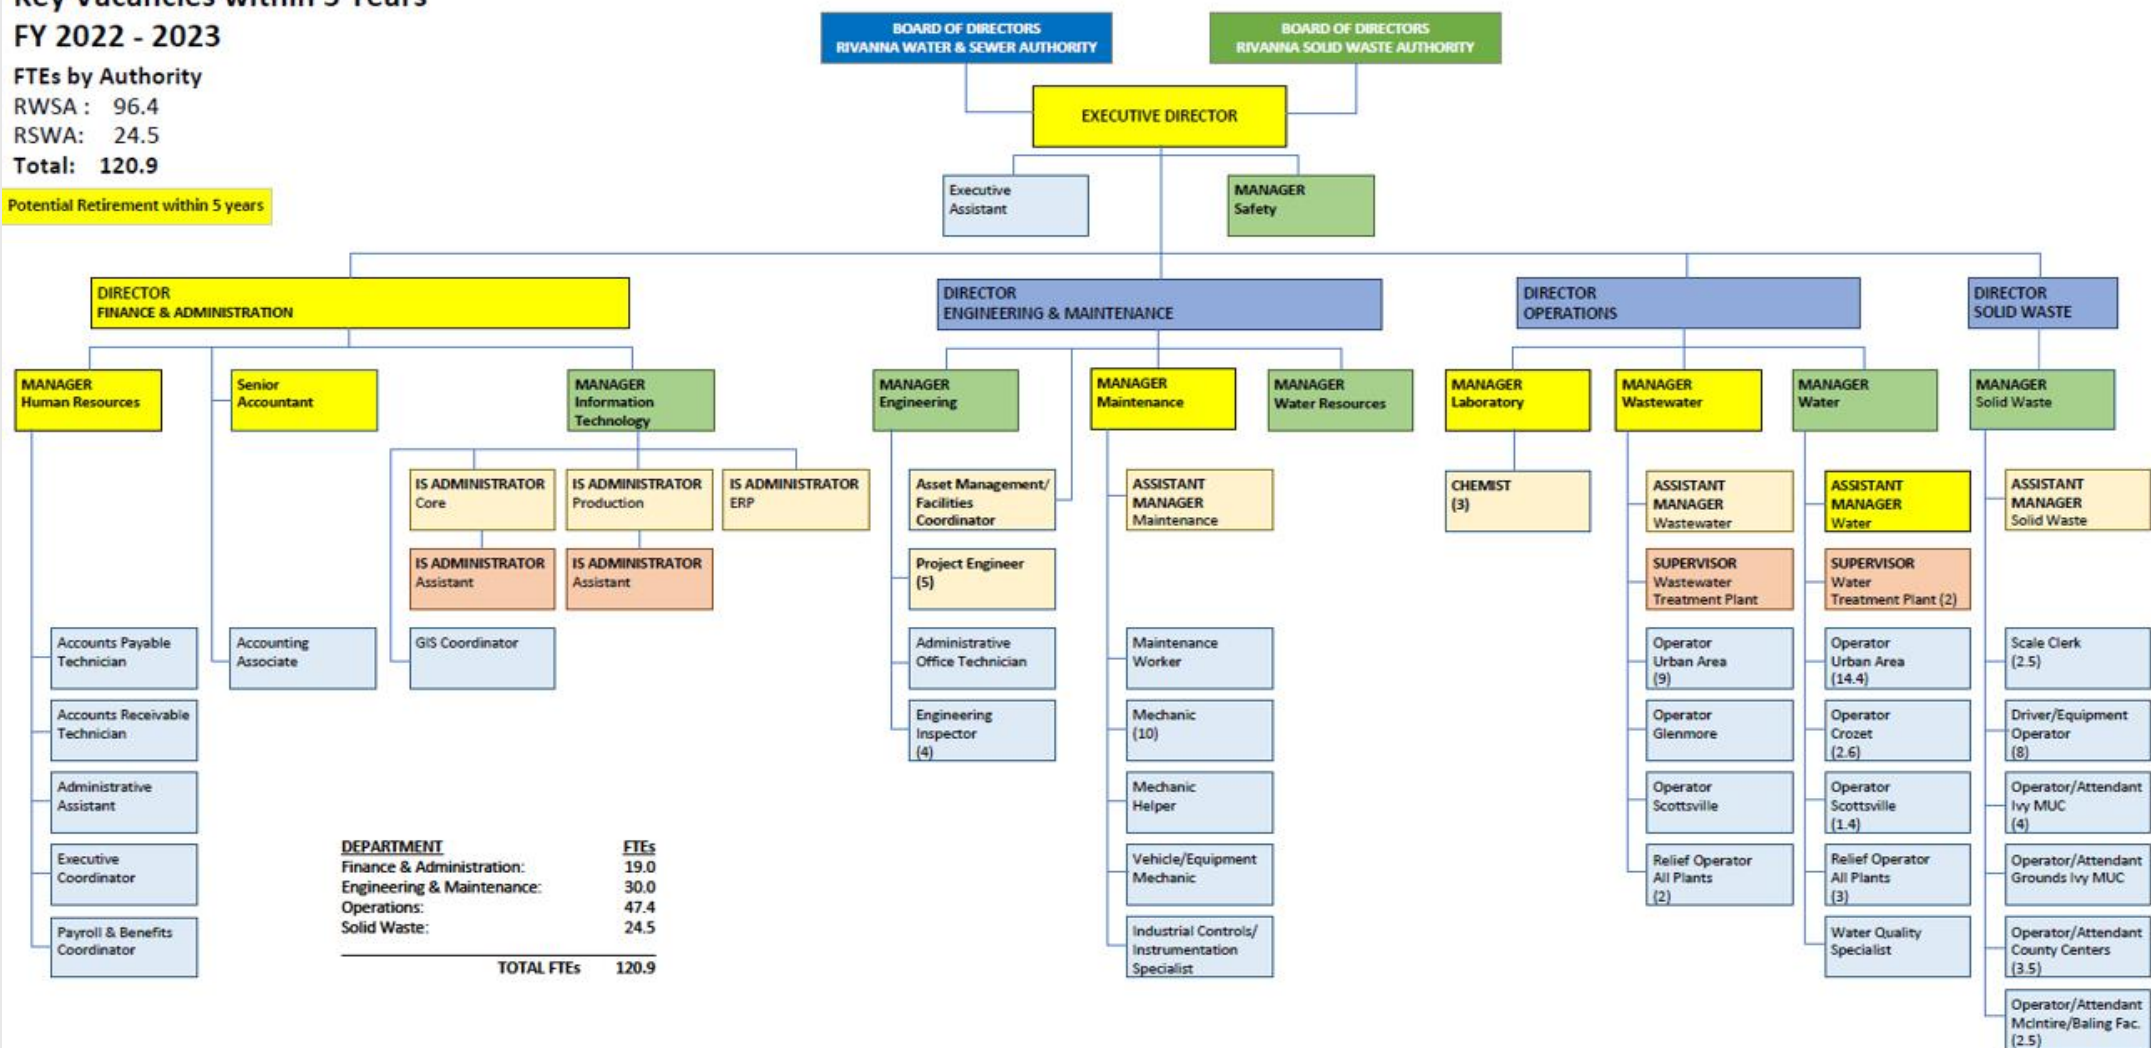 Key Vacancies within 5 Years
FY 2022 - 2023
FTEs by Authority
RWSA : 96.4
RSWA: 24.5
Total: 120.9
Potential Retirement within 5 years
BOARD OF DIRECTORS
RIVANNA WATER & SEWER AUTHORITY
BOARD OF DIRECTORS
RIVANNA SOLID WASTE AUTHORITY
EXECUTIVE DIRECTOR
Executive
Assistant
MANAGER
Safety
DIRECTOR
FINANCE & ADMINISTRATION
DIRECTOR
ENGINEERING & MAINTENANCE
DIRECTOR
OPERATIONS
DIRECTOR
SOLID WASTE
MANAGER
Human Resources
Senior
Accountant
MANAGER
Information
Technology
MANAGER
Engineering
MANAGER
Maintenance
MANAGER
Water Resources
MANAGER
Laboratory
MANAGER
Wastewater
MANAGER
Water
MANAGER
Solid Waste
IS ADMINISTRATOR
Core
IS ADMINISTRATOR
Production
IS ADMINISTRATOR
ERP
Asset Management/
Facilities
Coordinator
ASSISTANT
MANAGER
Maintenance
CHEMIST
(3)
ASSISTANT
MANAGER
Wastewater
ASSISTANT
MANAGER
Water
ASSISTANT
MANAGER
Solid Waste
IS ADMINISTRATOR
Assistant
IS ADMINISTRATOR
Assistant
Project Engineer
(5)
SUPERVISOR
Wastewater
Treatment Plant
SUPERVISOR
Water
Treatment Plant (2)
Accounts Payable
Technician
Accounting
Associate
GIS Coordinator
Administrative
Office Technician
Maintenance
Worker
Operator
Urban Area
(9)
Operator
Urban Area
(14.4)
Scale Clerk
(2.5)
Accounts Receivable
Technician
Engineering
Inspector
(4)
Mechanic
(10)
Operator
Glenmore
Operator
Crozet
(2.6)
Driver/Equipment
Operator
(8)
Administrative
Assistant
Mechanic
Helper
Operator
Scottsville
Operator
Scottsville
(1.4)
Operator/Attendant
Ivy MUC
(4)
Executive
Coordinator
Vehicle/Equipment
Mechanic
Relief Operator
All Plants
(2)
Relief Operator
All Plants
(3)
Operator/Attendant
Grounds Ivy MUC
Payroll & Benefits
Coordinator
Industrial Controls/
Instrumentation
Specialist
Water Quality
Specialist
Operator/Attendant
County Centers
(3.5)
Operator/Attendant
McIntire/Baling Fac.
(2.5)
DEPARTMENT FTEs
Finance & Administration: 19.0
Engineering & Maintenance: 30.0
Operations: 47.4
Solid Waste: 24.5
TOTAL FTEs 120.9